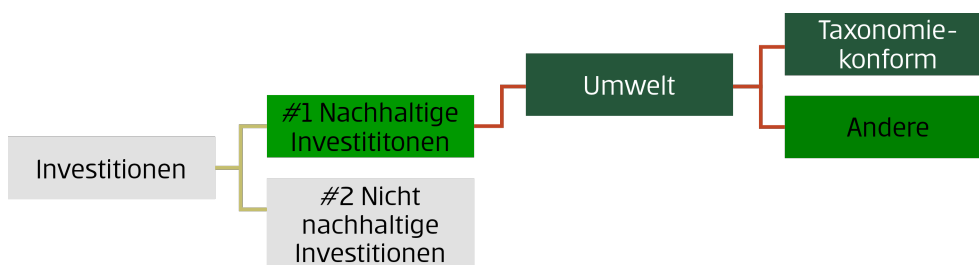 Investitionen
#1 Nachhaltige
Investititonen
#2 Nicht
nachhaltige
Investitionen
Umwelt
Taxonomie-
konform
Andere